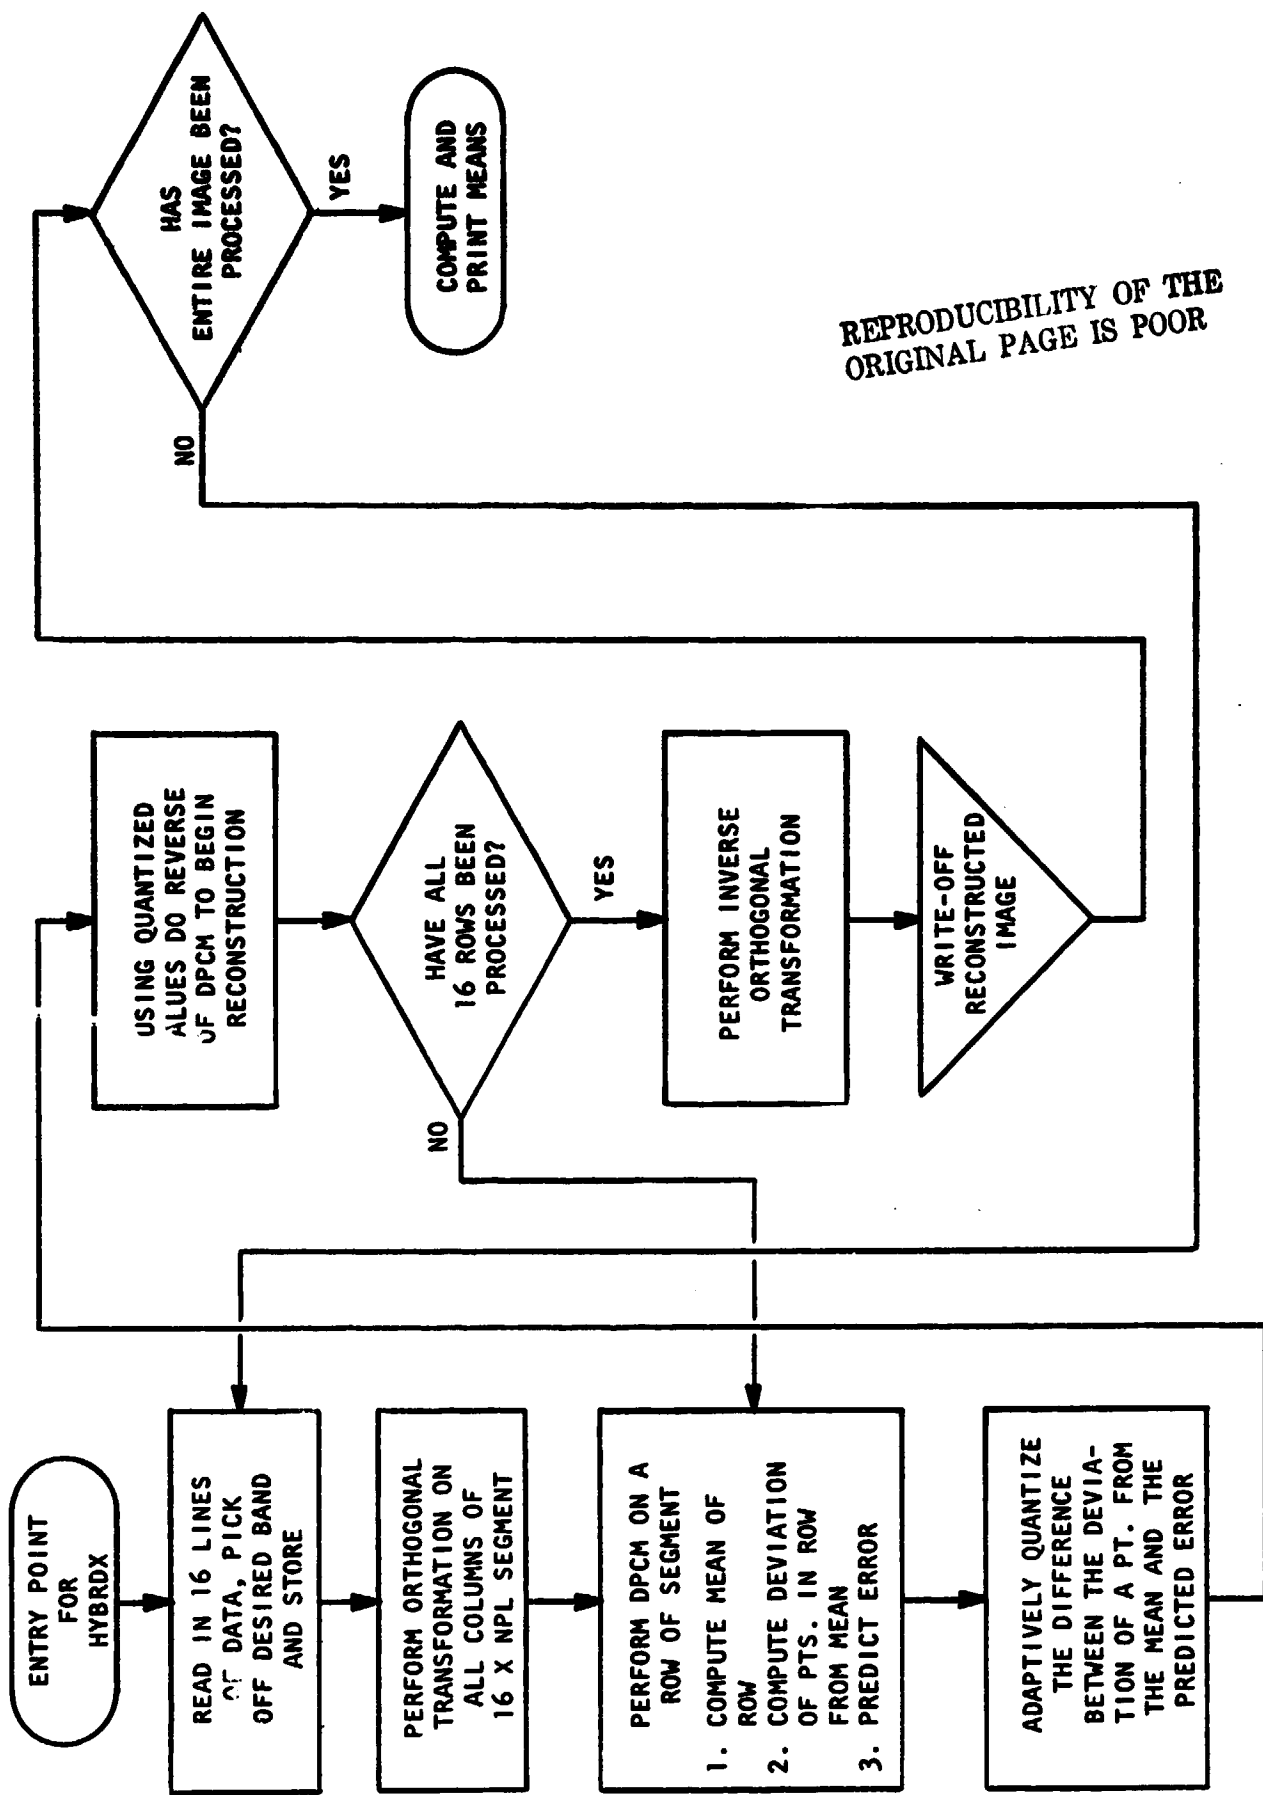 ENTRY POINT
FOR
HYBRDX
READ IN 16 LINES
OF DATA, PICK
OFF DESIRED BAND
AND STORE
PERFORM ORTHOGONAL
TRANSFORMATION ON
ALL COLUMNS OF
16 X NPL SEGMENT
PERFORM DPCM ON A
ROW OF SEGMENT
1. COMPUTE MEAN OF
ROW
2. COMPUTE DEVIATION
OF PTS. IN ROW
FROM MEAN
3. PREDICT ERROR
ADAPTIVELY QUANTIZE
THE DIFFERENCE
BETWEEN THE DEVIA-
TION OF A PT. FROM
THE MEAN AND THE
PREDICTED ERROR
USING QUANTIZED
ALUES DO REVERSE
OF DPCM TO BEGIN
RECONSTRUCTION
HAVE ALL
16 ROWS BEEN
PROCESSED?
NO
YES
PERFORM INVERSE
ORTHOGONAL
TRANSFORMATION
WRITE-OFF
RECONSTRUCTED
IMAGE
HAS
ENTIRE IMAGE BEEN
PROCESSED?
NO
YES
COMPUTE AND
PRINT MEANS
REPRODUCIBILITY OF THE
ORIGINAL PAGE IS POOR